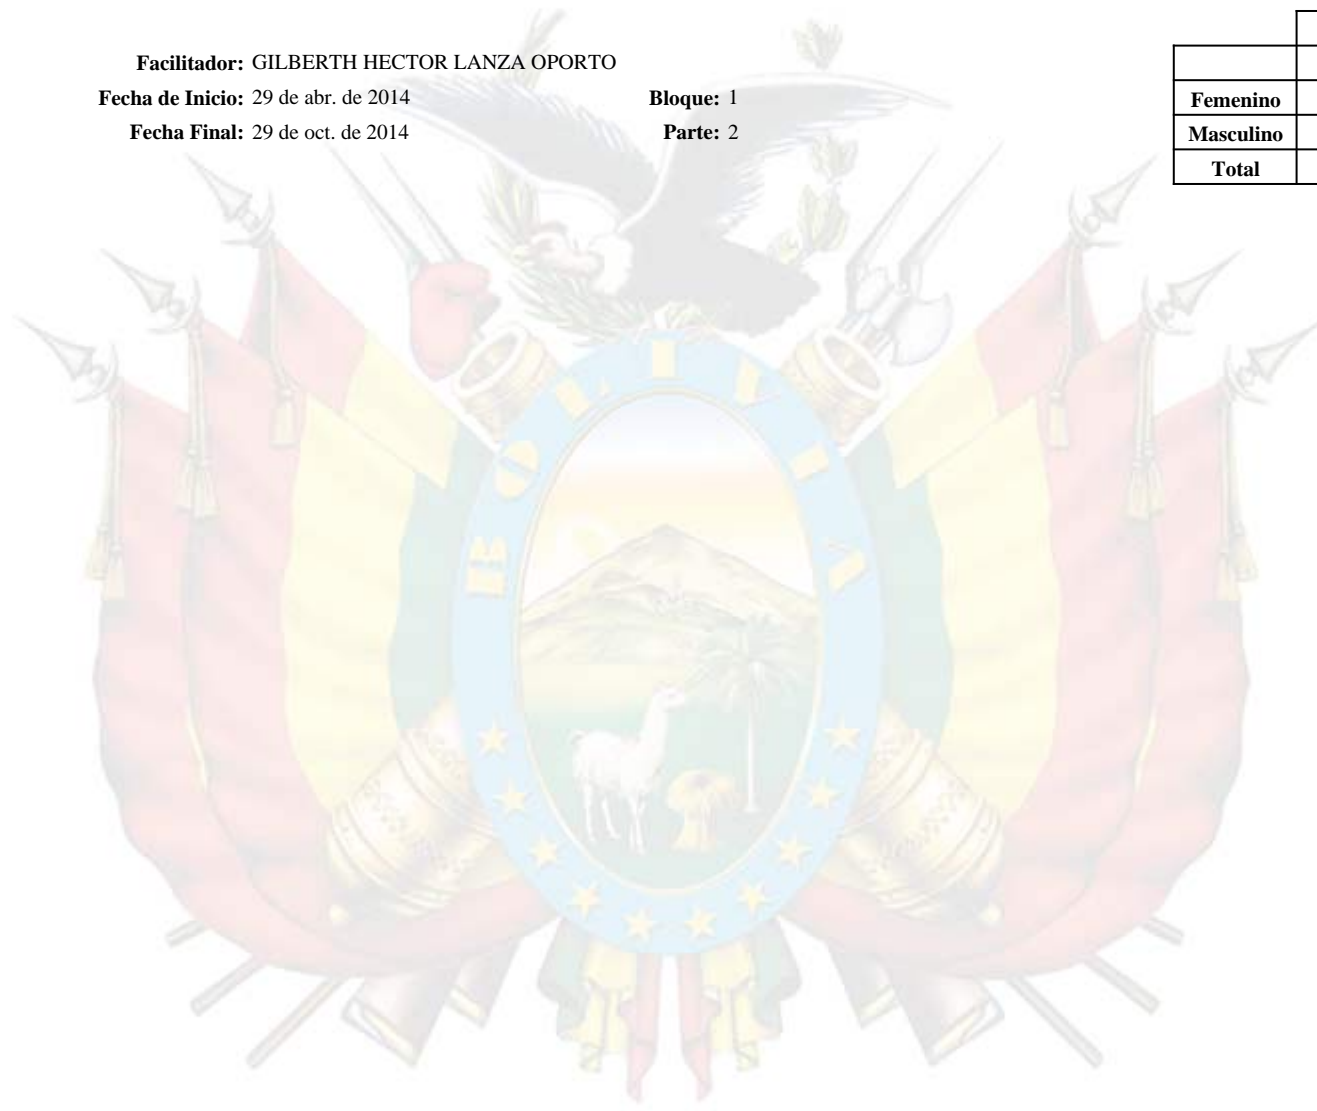 Facilitador: GILBERTH HECTOR LANZA OPORTO
Fecha de Inicio: 29 de abr. de 2014 Bloque: 1
Fecha Final: 29 de oct. de 2014 Parte: 2
Femenino
Masculino
Total
BOLIVIA